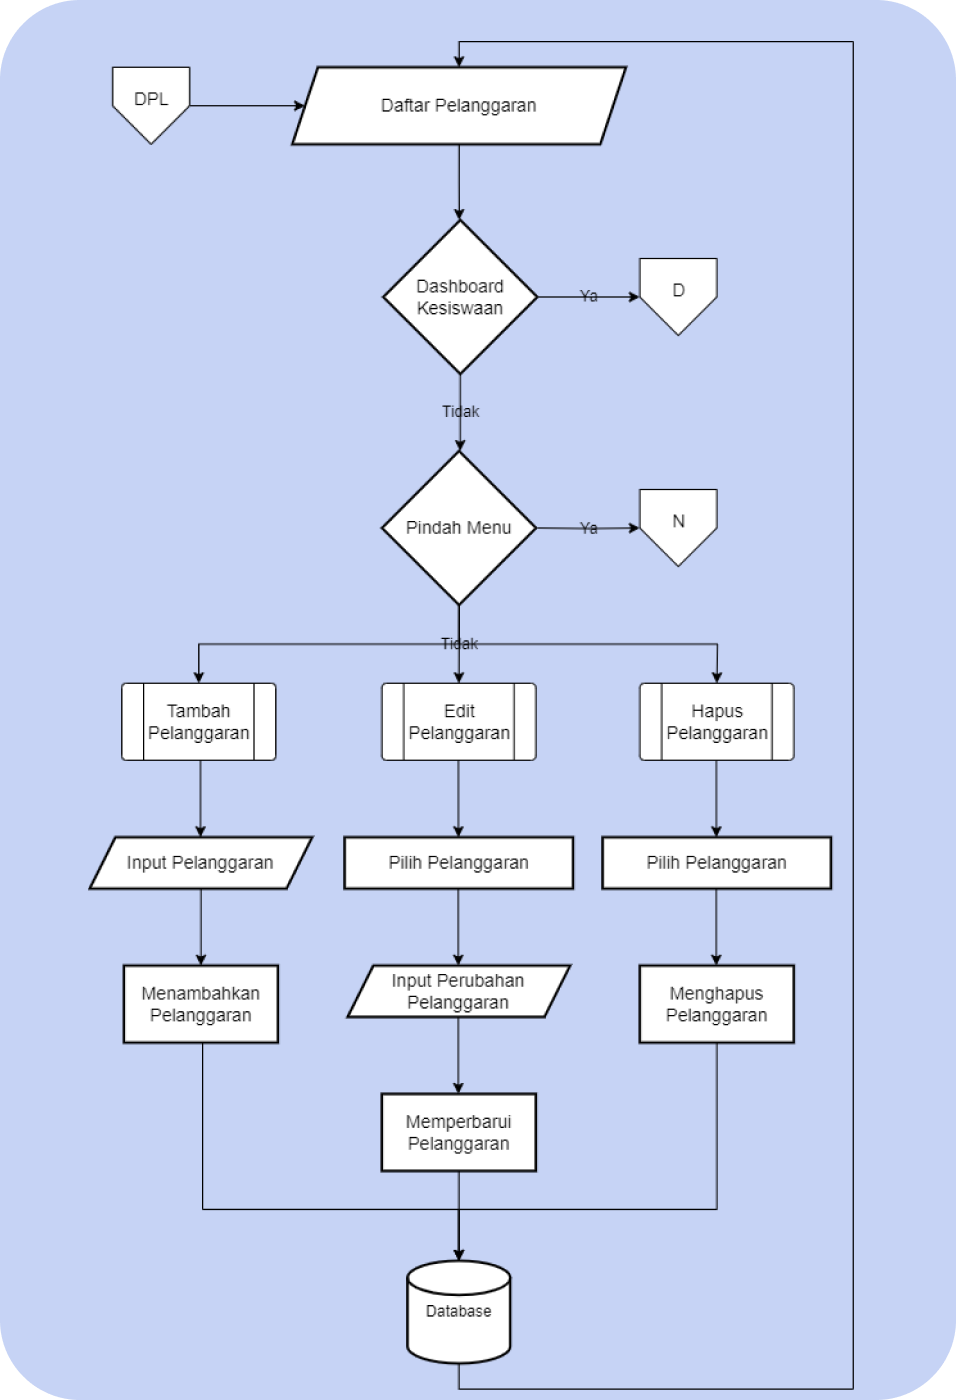 DPL
Daftar Pelanggaran
Dashboard
Kesiswaan
Ya
D
Tidak
Pindah Menu
Ya
N
Tidak
Tambah
Pelanggaran
Edit
Pelanggaran
Hapus
Pelanggaran
Input Pelanggaran
Pilih Pelanggaran
Pilih Pelanggaran
Menambahkan
Pelanggaran
Input Perubahan
Pelanggaran
Menghapus
Pelanggaran
Memperbarui
Pelanggaran
Database